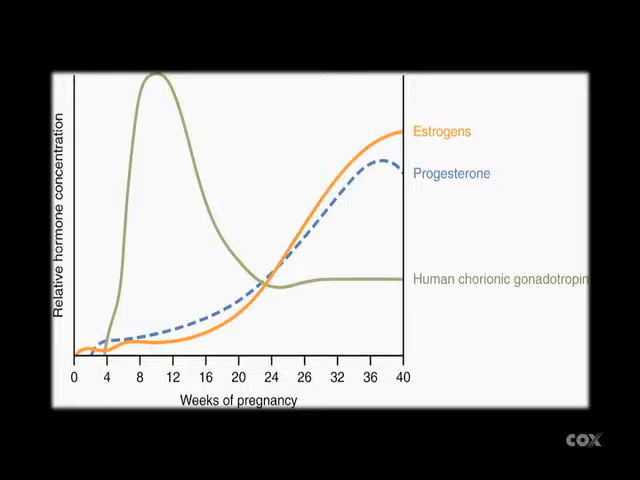 Relative hormone concentration
Estrogens
Progesterone
Human chorionic gonadotropin
0 4 8 12 16 20 24 28 32 36 40
Weeks of pregnancy
COX